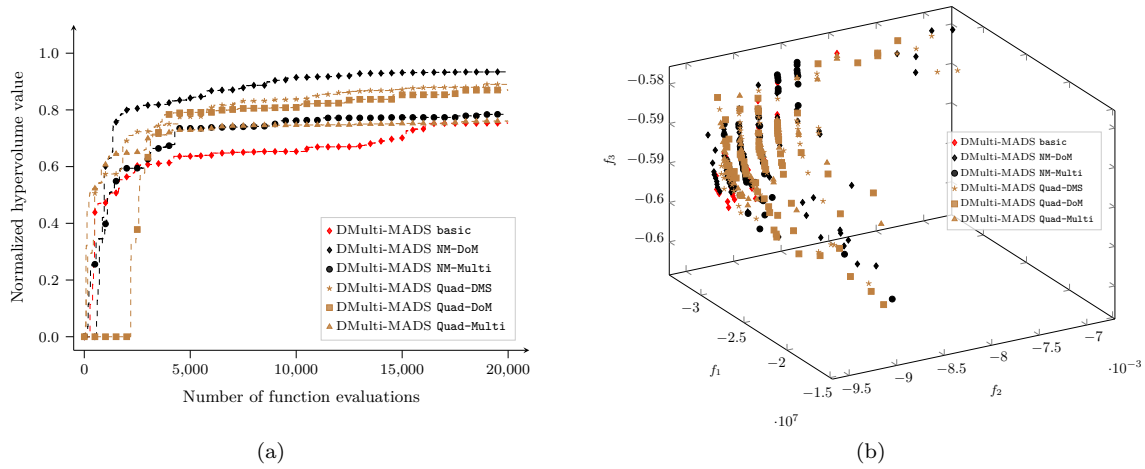 1.0
0.8
0.6
0.4
0.2
0.0
Normalized hypervolume value
0
5,000
10,000
15,000
20,000
Number of function evaluations
DMulti-MADS basic
DMulti-MADS NM-DoM
DMulti-MADS NM-Multi
DMulti-MADS Quad-DMS
DMulti-MADS Quad-DoM
DMulti-MADS Quad-Multi
(a)
−0.58
−0.59
−0.59
−0.6
−0.6
f3
−3
−2.5
−2
−1.5
f1
·10^7
−9.5
−9
−8.5
−8
−7.5
−7
f2
·10^−3
DMulti-MADS basic
DMulti-MADS NM-DoM
DMulti-MADS NM-Multi
DMulti-MADS Quad-DMS
DMulti-MADS Quad-DoM
DMulti-MADS Quad-Multi
(b)